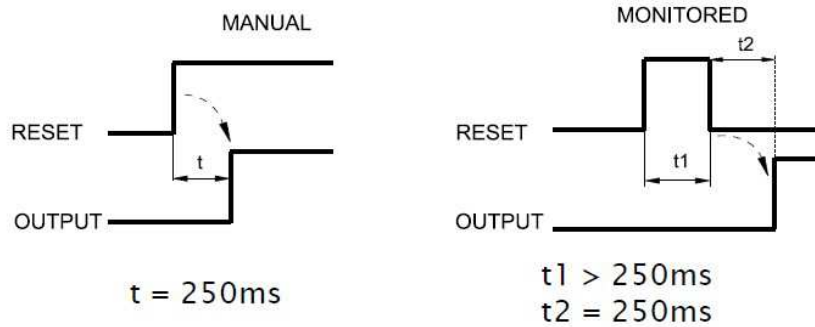 MANUAL
RESET
t
OUTPUT
t = 250ms
MONITORED
t2
RESET
t1
OUTPUT
t1 > 250ms
t2 = 250ms